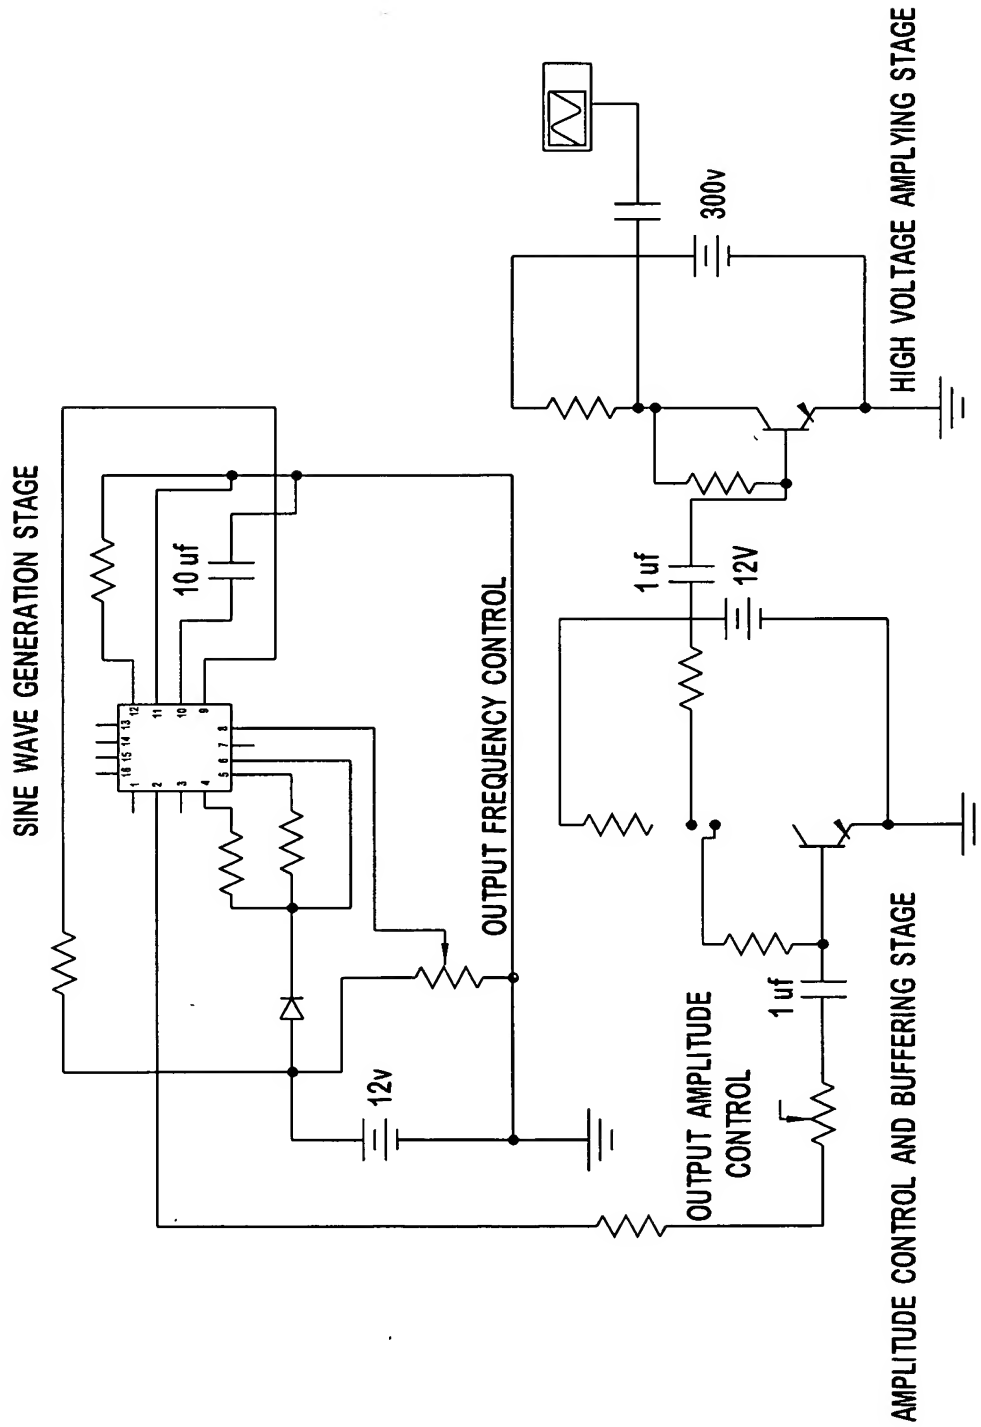 SINE WAVE GENERATION STAGE
16 15 14 13
1
2
3
4
12
11
10
9
5 6 7 8
10 uf
12v
OUTPUT FREQUENCY CONTROL
OUTPUT AMPLITUDE
CONTROL
1 uf
1 uf
12V
300v
AMPLITUDE CONTROL AND BUFFERING STAGE
HIGH VOLTAGE AMPLYING STAGE